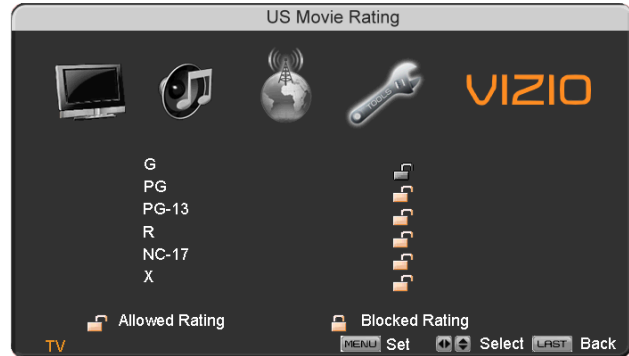 US Movie Rating
TOOLS
VIZIO
G
PG
PG-13
R
NC-17
X
Allowed Rating Blocked Rating
TV MENU Set Select LAST Back